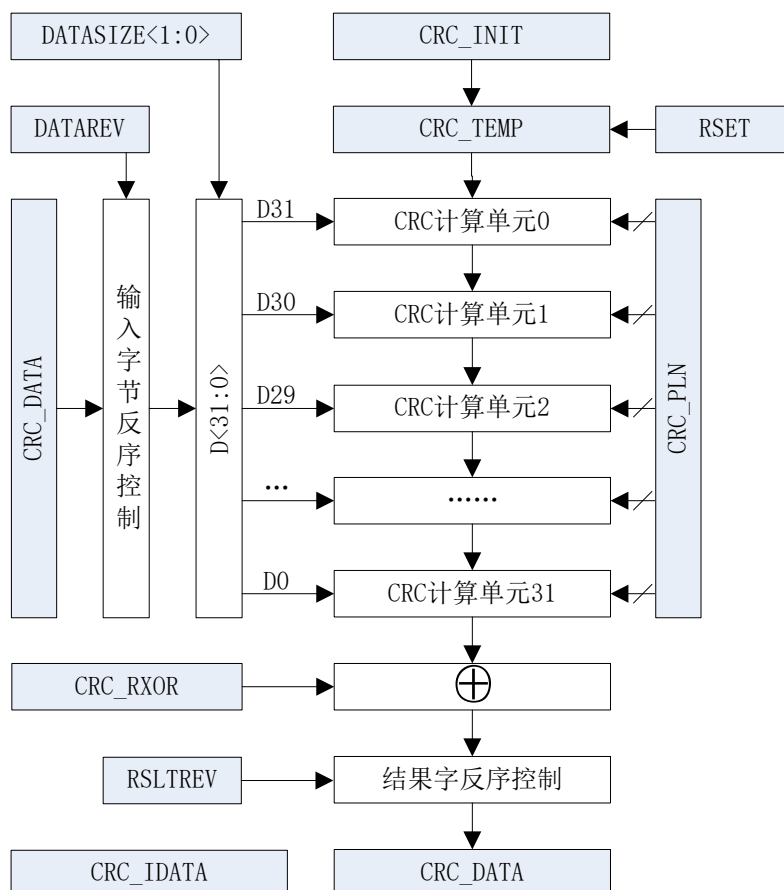 DATASIZE<1:0>
CRC_INIT
DATAREV
CRC_TEMP
RSET
CRC_DATA
输入字节反序控制
D<31:0>
D31
CRC计算单元0
D30
CRC计算单元1
D29
CRC计算单元2
…
……
D0
CRC计算单元31
CRC_PLN
CRC_RXOR
RSLTREV
结果字反序控制
CRC_IDATA
CRC_DATA